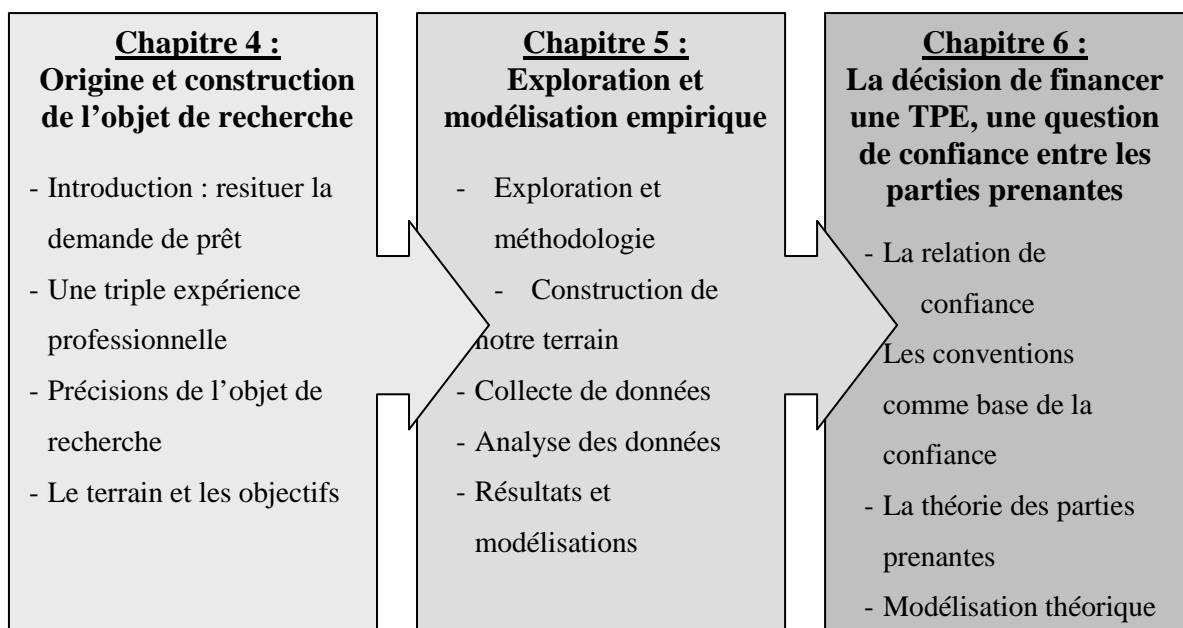 Chapitre 4 :
Origine et construction
de l’objet de recherche
- Introduction : resituer la
demande de prêt
- Une triple expérience
professionnelle
- Précisions de l’objet de
recherche
- Le terrain et les objectifs
Chapitre 5 :
Exploration et
modélisation empirique
- Exploration et
méthodologie
- Construction de
notre terrain
- Collecte de données
- Analyse des données
- Résultats et
modélisations
Chapitre 6 :
La décision de financer
une TPE, une question
de confiance entre les
parties prenantes
- La relation de
confiance
Les conventions
comme base de la
confiance
- La théorie des parties
prenantes
- Modélisation théorique